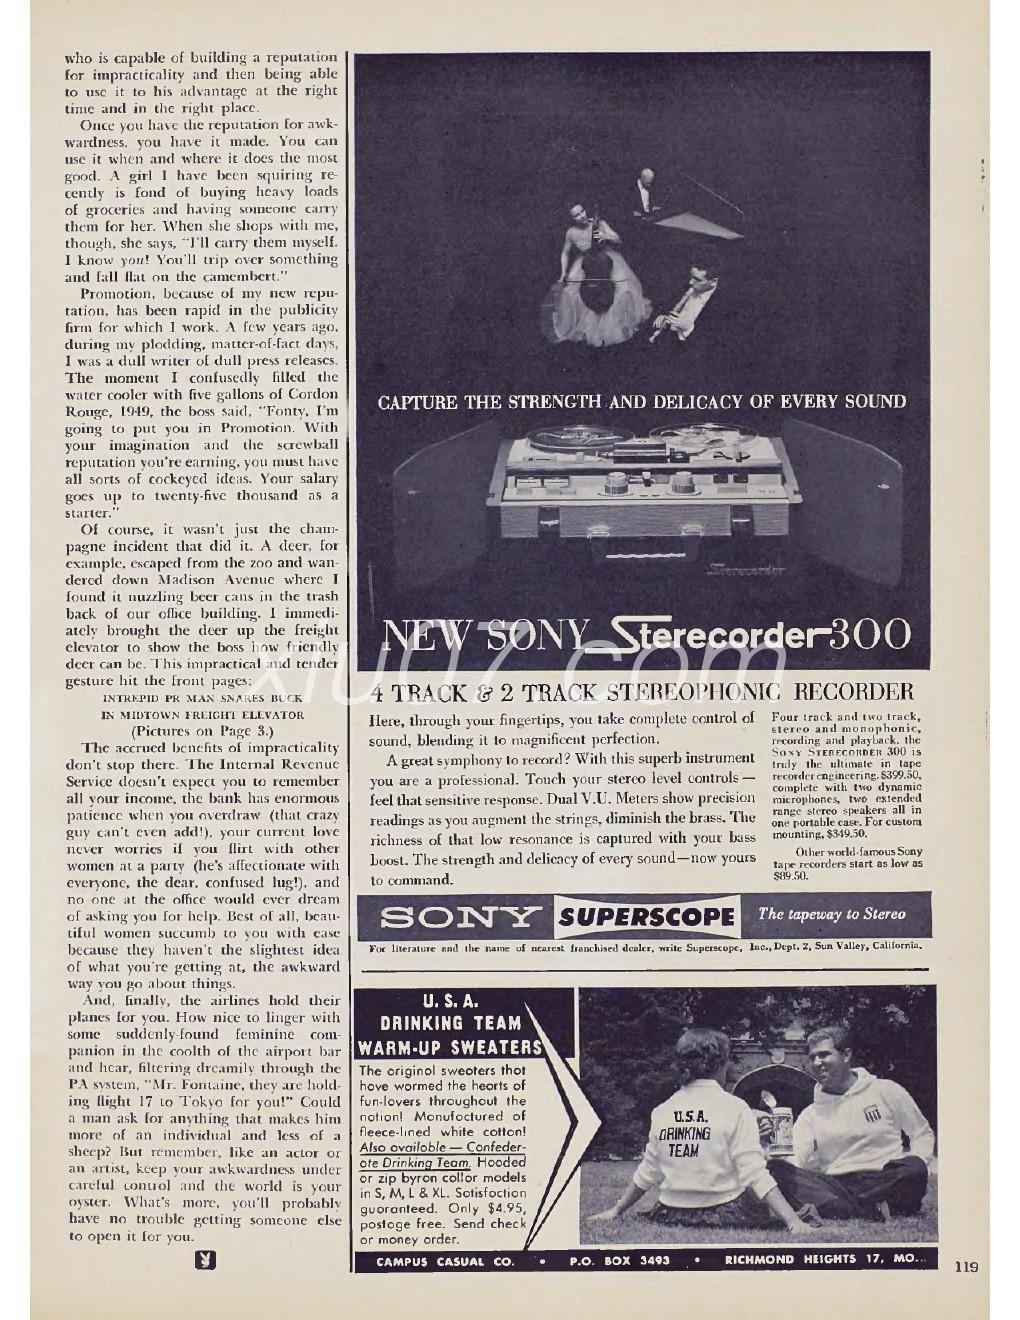 who is capable of building a reputation
for impracticality and then being able
to use it to his advantage at the right
time and in the right place.
Once you have the reputation for awk-
wardness, you have it made. You can
use it when and where it does the most
good. A girl I have been squiring re-
cently is fond of buying heavy loads
of groceries and having someone carry
them for her. When she shops with me,
though, she says, "I'll carry them myself.
I know you! You'll trip over something
and fall flat on the camembert."
Promotion, because of my new repu-
tation, has been rapid in the publicity
firm for which I work. A few years ago,
during my plodding, matter-of-fact days,
I was a dull writer of dull press releases.
The moment I confusedly filled the
water cooler with five gallons of Cordon
Rouge, 1949, the boss said, "Fonty, I'm
going to put you in Promotion. With
your imagination and the screwball
reputation you're earning, you must have
all sorts of cockeyed ideas. Your salary
goes up to twenty-five thousand as a
starter."
Of course, it wasn't just the cham-
pagne incident that did it. A deer, for
example, escaped from the zoo and wan-
dered down Madison Avenue where I
found it nuzzling beer cans in the trash
back of our office building. I immedi-
ately brought the deer up the freight
elevator to show the boss how friendly
deer can be. This impractical and tender
gesture hit the front pages:
INTREPID PR MAN SNARES BUCK
IN MIDTOWN FREIGHT ELEVATOR
(Pictures on Page 3.)
The accrued benefits of impracticality
don't stop there. The Internal Revenue
Service doesn't expect you to remember
all your income, the bank has enormous
patience when you overdraw (that crazy
guy can't even add!), your current love
never worries if you flirt with other
women at a party (he's affectionate with
everyone, the dear, confused lug!), and
no one at the office would ever dream
of asking you for help. Best of all, beau-
tiful women succumb to you with ease
because they haven't the slightest idea
of what you're getting at, the awkward
way you go about things.
And, finally, the airlines hold their
planes for you. How nice to linger with
some suddenly-found feminine com-
panion in the coolth of the airport bar
and hear, filtering dreamily through the
PA system, "Mr. Fontaine, they are hold-
ing flight 17 to Tokyo for you!" Could
a man ask for anything that makes him
more of an individual and less of a
sheep? But remember, like an actor or
an artist, keep your awkwardness under
careful control and the world is your
oyster. What's more, you'll probably
have no trouble getting someone else
to open it for you.
CAPTURE THE STRENGTH AND DELICACY OF EVERY SOUND
Stereorder
NEW SONY Sterecorder-300
4 TRACK & 2 TRACK STEREOPHONIC RECORDER
Here, through your fingertips, you take complete control of
sound, blending it to magnificent perfection.
A great symphony to record? With this superb instrument
you are a professional. Touch your stereo level controls —
feel that sensitive response. Dual V.U. Meters show precision
readings as you augment the strings, diminish the brass. The
richness of that low resonance is captured with your bass
boost. The strength and delicacy of every sound—now yours
to command.
Four track and two track,
stereo and monophonic,
recording and playback, the
SONY STERECORDER 300 is
truly the ultimate in tape
recorder engineering. $399.50,
complete with two dynamic
microphones, two extended
range stereo speakers all in
one portable case. For custom
mounting, $349.50.
Other world-famous Sony
tape recorders start as low as
$89.50.
SONY SUPERSCOPE The tapeway to Stereo
For literature and the name of nearest franchised dealer, write Superscope, Inc., Dept. 2, Sun Valley, California.
U. S. A.
DRINKING TEAM
WARM-UP SWEATERS
The original sweaters that
have warmed the hearts of
fun-lovers throughout the
nation! Manufactured of
fleece-lined white cotton!
Also available — Confeder-
ate Drinking Team. Hooded
or zip byron collar models
in S, M, L & XL. Satisfaction
guaranteed. Only $4.95,
postage free. Send check
or money order.
U.S.A.
DRINKING
TEAM
CAMPUS CASUAL CO. • P.O. BOX 3493 • RICHMOND HEIGHTS 17, MO.
119
xiu07.com